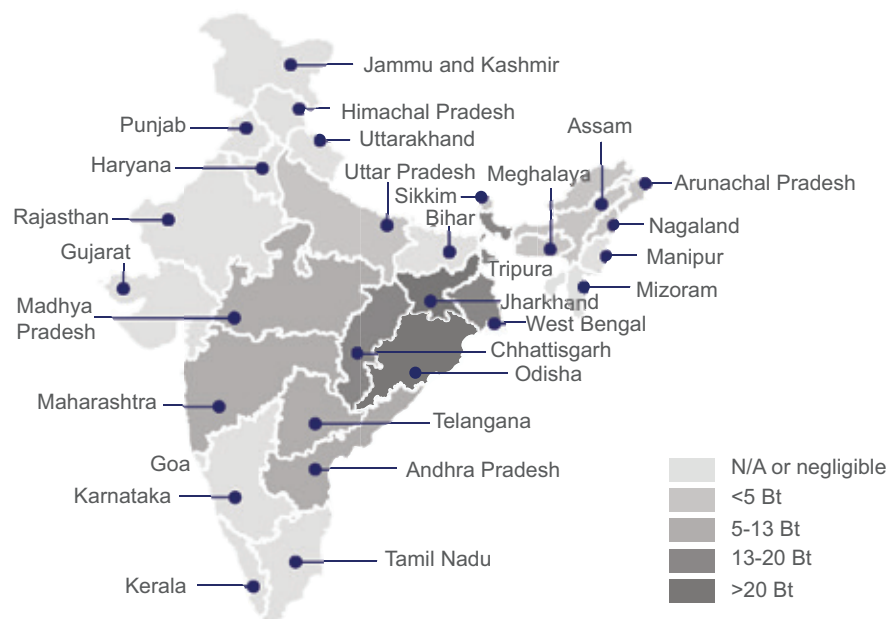 Jammu and Kashmir
Himachal Pradesh
Punjab
Uttarakhand
Assam
Haryana
Uttar Pradesh
Meghalaya
Arunachal Pradesh
Sikkim
Bihar
Rajasthan
Nagaland
Gujarat
Manipur
Tripura
Mizoram
Madhya
Pradesh
Jharkhand
West Bengal
Chhattisgarh
Odisha
Maharashtra
Telangana
Goa
Andhra Pradesh
Karnataka
Tamil Nadu
Kerala
N/A or negligible
<5 Bt
5-13 Bt
13-20 Bt
>20 Bt